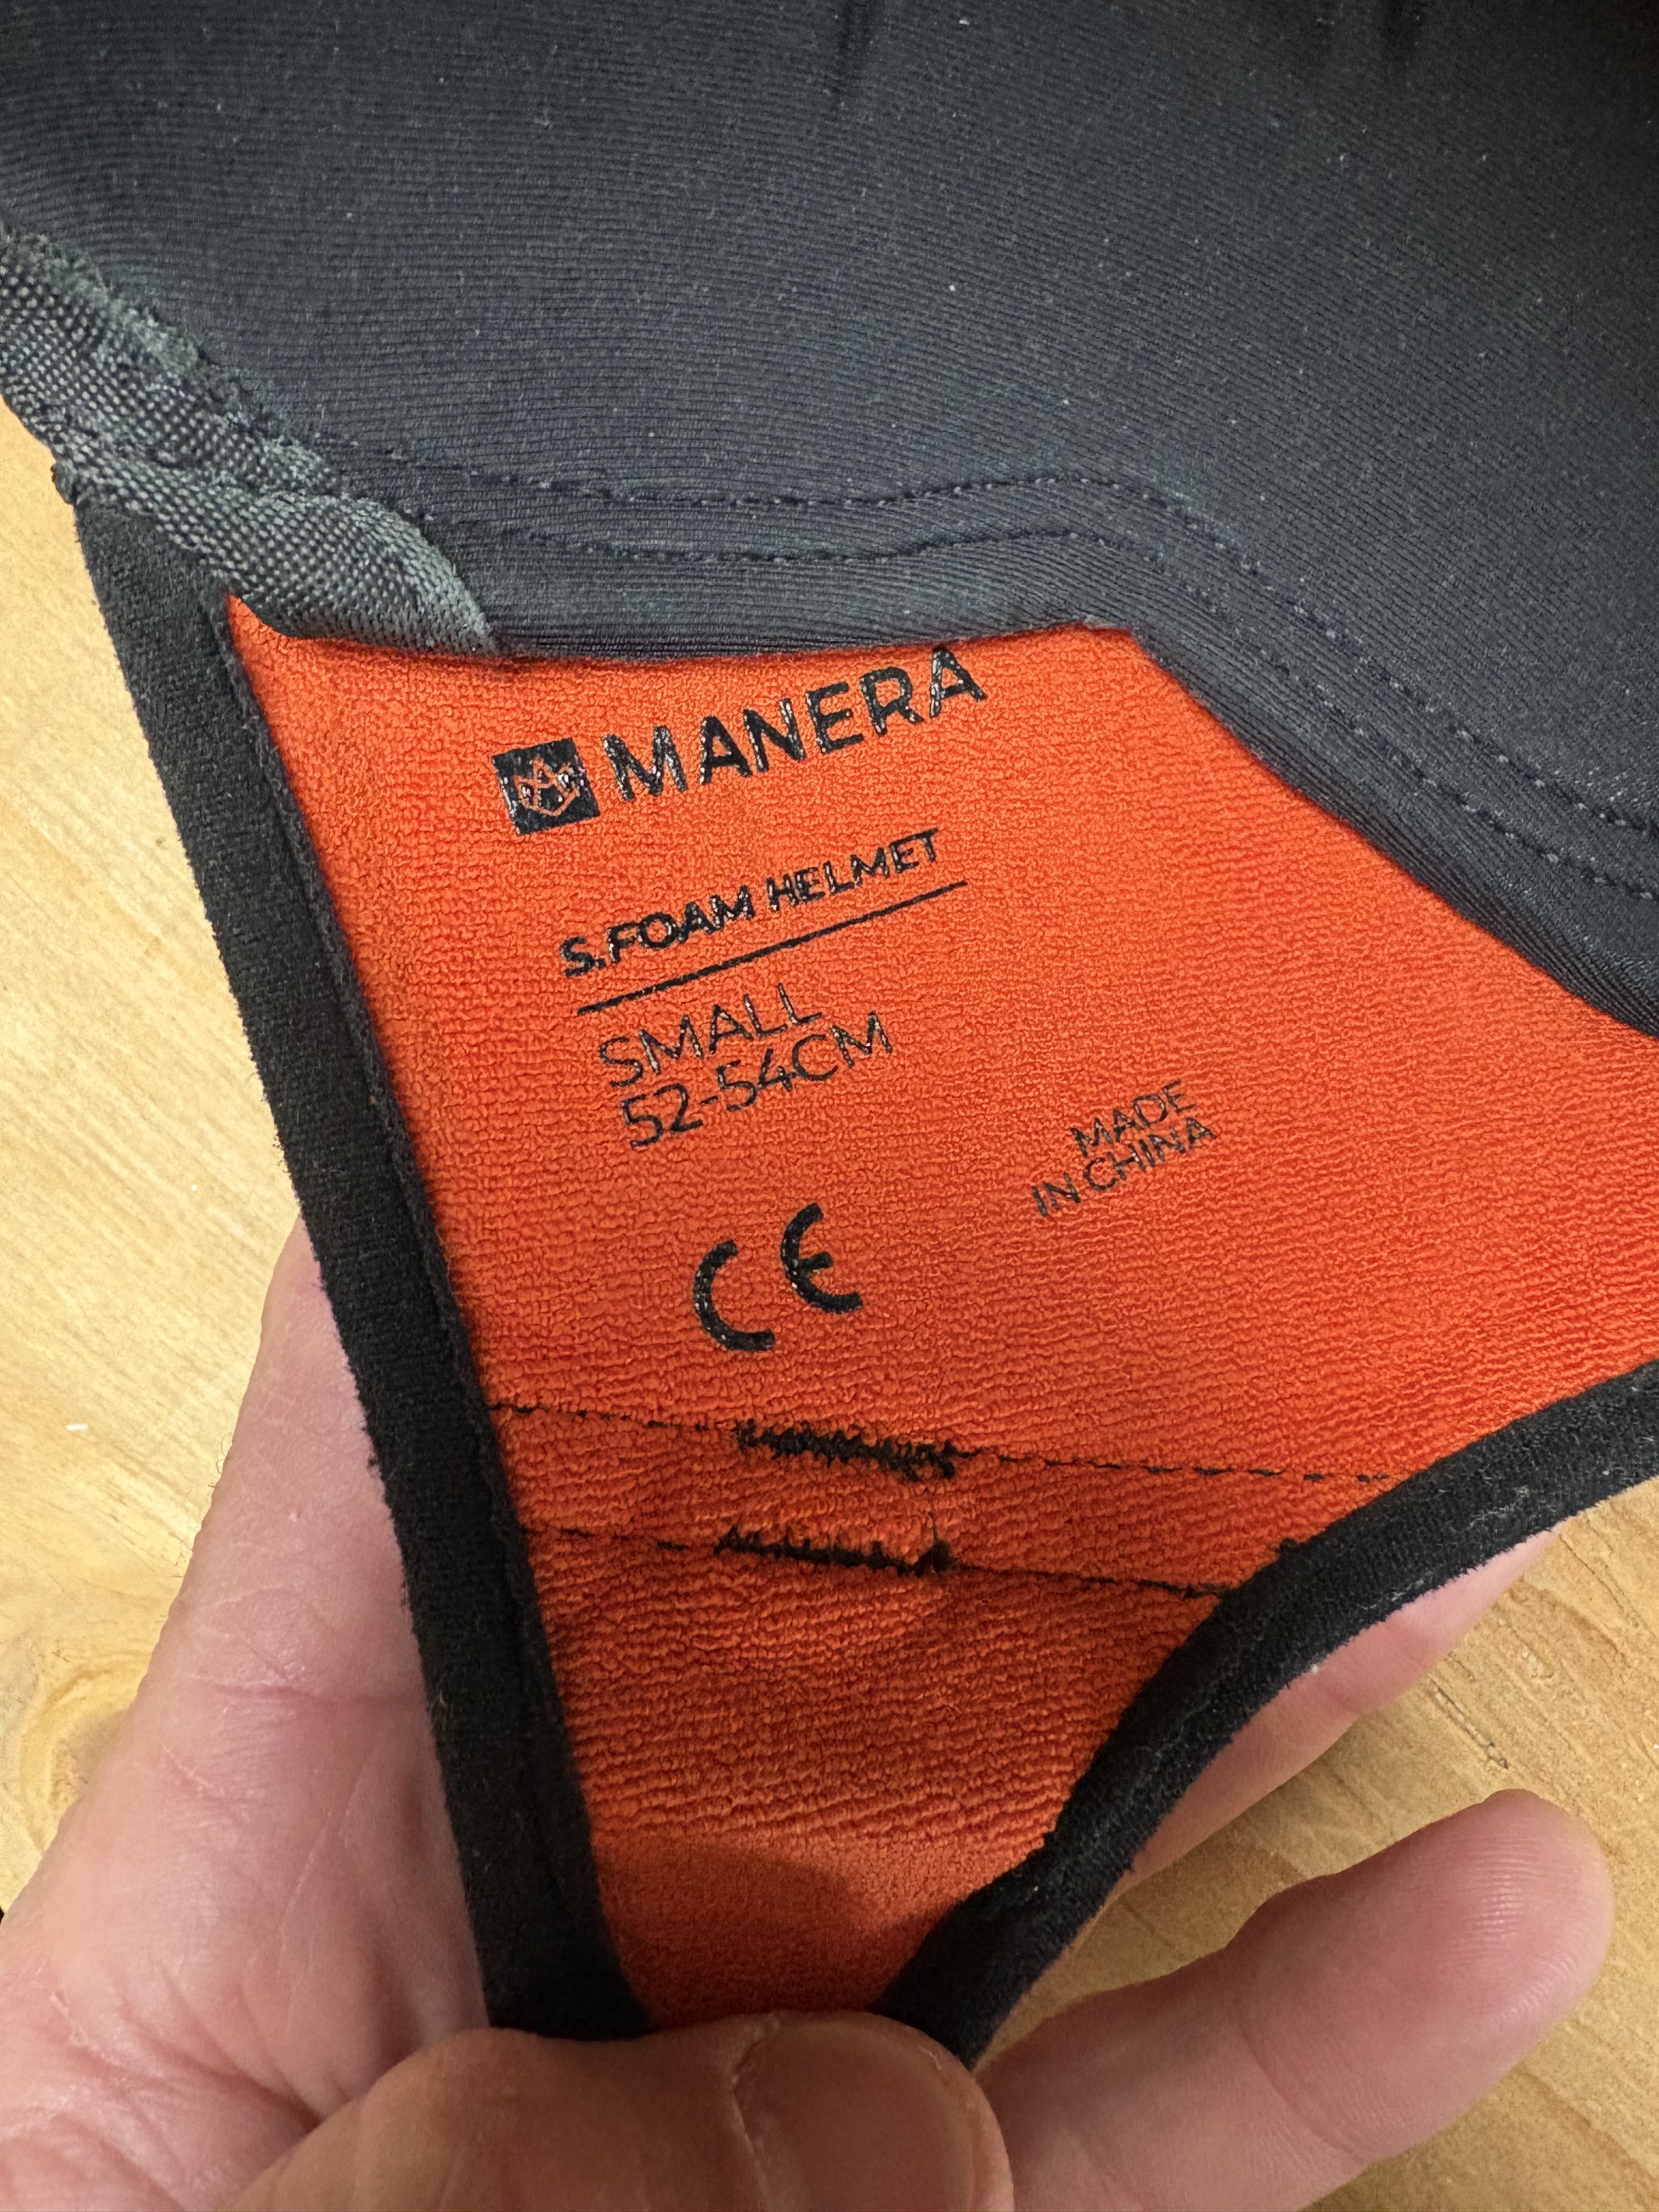 MANERA
S.FOAM HELMET
SMALL
52-54CM
MADE
IN CHINA
CE